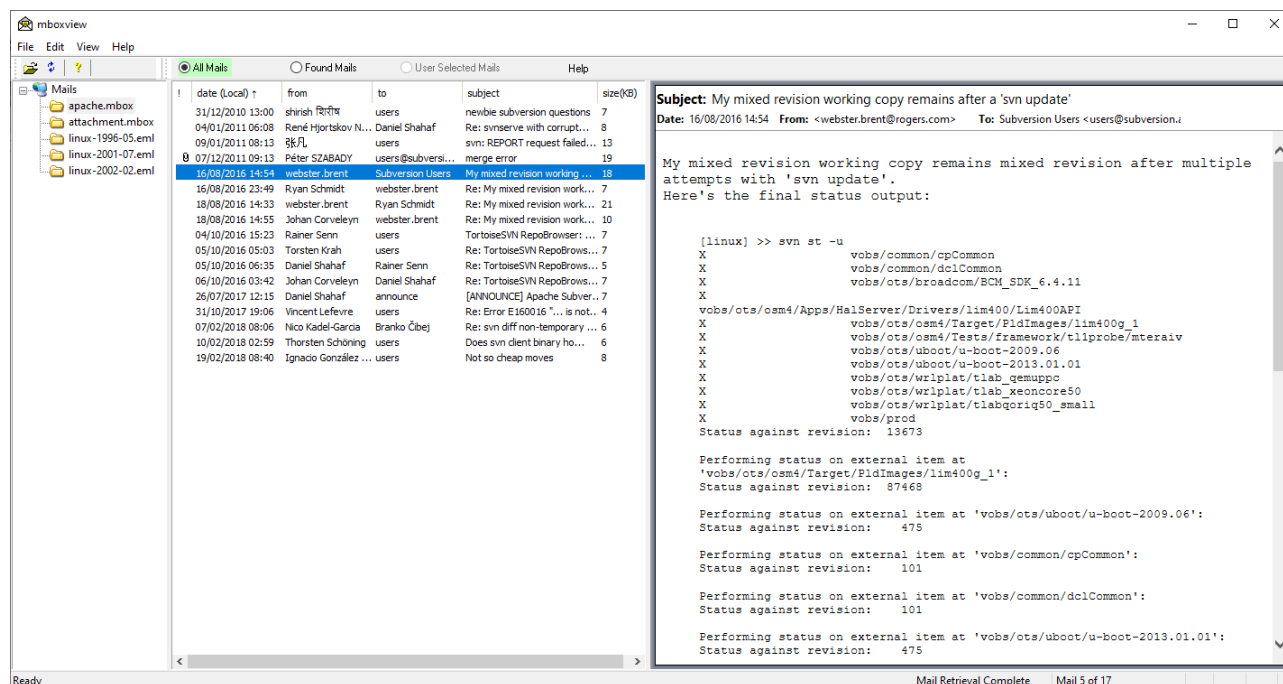 mboxview
File Edit View Help
All Mails Found Mails User Selected Mails Help
Mails
apache.mbox
attachment.mbox
linux-1996-05.eml
linux-2001-07.eml
linux-2002-02.eml
! date (Local) ↑ from to subject size(KB)
31/12/2010 13:00 shirish शिरीष users newbie subversion questions 7
04/01/2011 06:08 René Hjortskov N... Daniel Shahaf Re: svnserve with corrupt... 8
09/01/2011 08:13 张凡 users svn: REPORT request failed... 13
07/12/2011 09:13 Péter SZABADY users@subversi... merge error 19
16/08/2016 14:54 webster.brent Subversion Users My mixed revision working ... 18
16/08/2016 23:49 Ryan Schmidt webster.brent Re: My mixed revision work... 7
18/08/2016 14:33 webster.brent Ryan Schmidt Re: My mixed revision work... 21
18/08/2016 14:55 Johan Corveleyn webster.brent Re: My mixed revision work... 10
04/10/2016 15:23 Rainer Senn users TortoiseSVN RepoBrowser: ... 7
05/10/2016 05:03 Torsten Krah users Re: TortoiseSVN RepoBrows... 7
05/10/2016 06:35 Daniel Shahaf Rainer Senn Re: TortoiseSVN RepoBrows... 5
06/10/2016 03:42 Johan Corveleyn Daniel Shahaf Re: TortoiseSVN RepoBrows... 7
26/07/2017 12:15 Daniel Shahaf announce [ANNOUNCE] Apache Subver... 7
31/10/2017 19:06 Vincent Lefevre users Re: Error E160016 "... is not... 4
07/02/2018 08:06 Nico Kadel-Garcia Branko Čibej Re: svn diff non-temporary ... 6
10/02/2018 02:59 Thorsten Schöning users Does svn client binary ho... 6
19/02/2018 08:40 Ignacio González ... users Not so cheap moves 8
Subject: My mixed revision working copy remains after a 'svn update'
Date: 16/08/2016 14:54 From: <webster.brent@rogers.com> To: Subversion Users <users@subversion.a
My mixed revision working copy remains mixed revision after multiple
attempts with 'svn update'.
Here's the final status output:
[linux] >> svn st -u
X vobs/common/cpCommon
X vobs/common/dclCommon
X vobs/ots/broadcom/BCM_SDK_6.4.11
X
vobs/ots/osm4/Apps/HalServer/Drivers/lim400/Lim400API
X vobs/ots/osm4/Target/PldImages/lim400g_1
X vobs/ots/osm4/Tests/framework/tl1probe/mteraiv
X vobs/ots/uboot/u-boot-2009.06
X vobs/ots/uboot/u-boot-2013.01.01
X vobs/ots/wrlplat/tlab_qemuppc
X vobs/ots/wrlplat/tlab_xeoncore50
X vobs/ots/wrlplat/tlabqoriq50_small
X vobs/prod
Status against revision: 13673
Performing status on external item at
'vobs/ots/osm4/Target/PldImages/lim400g_1':
Status against revision: 87468
Performing status on external item at 'vobs/ots/uboot/u-boot-2009.06':
Status against revision: 475
Performing status on external item at 'vobs/common/cpCommon':
Status against revision: 101
Performing status on external item at 'vobs/common/dclCommon':
Status against revision: 101
Performing status on external item at 'vobs/ots/uboot/u-boot-2013.01.01':
Status against revision: 475
Ready Mail Retrieval Complete Mail 5 of 17